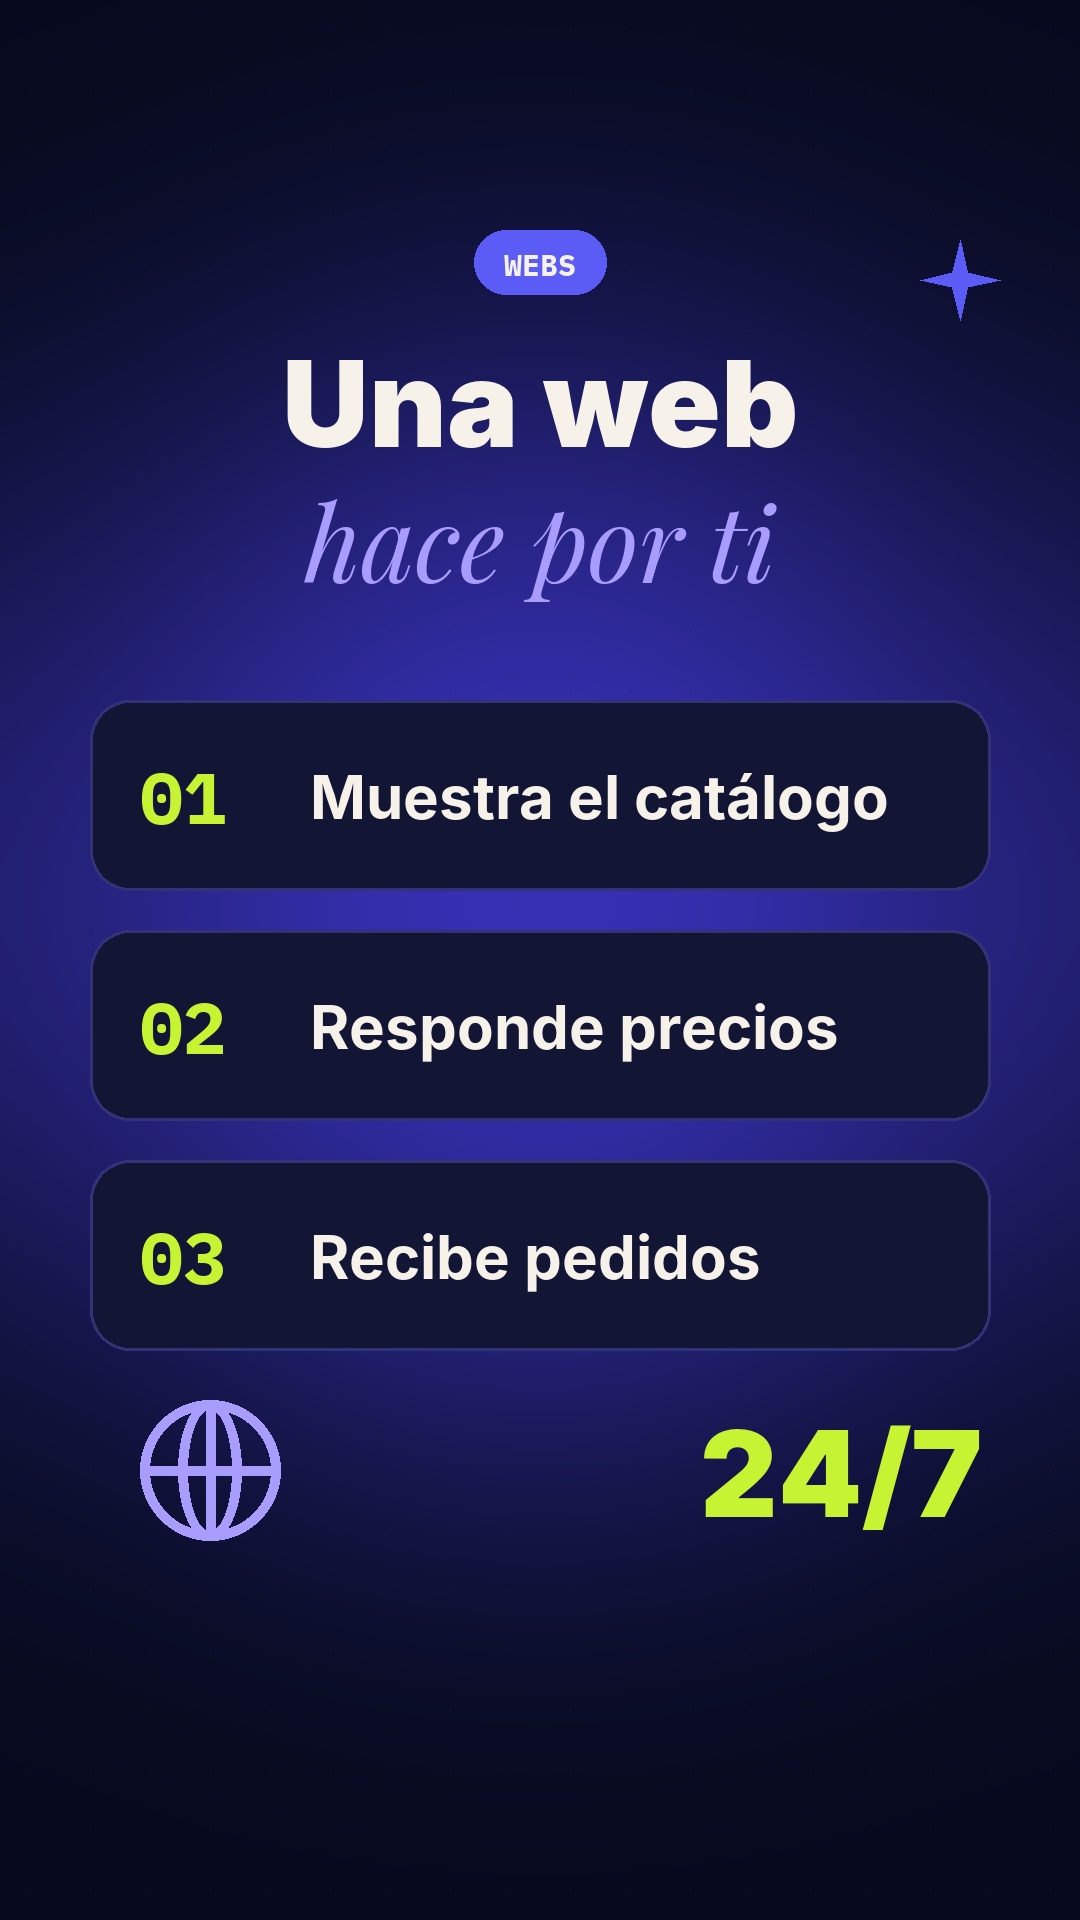 WEBS
Una web
hace por ti
01 Muestra el catálogo
02 Responde precios
03 Recibe pedidos
24/7